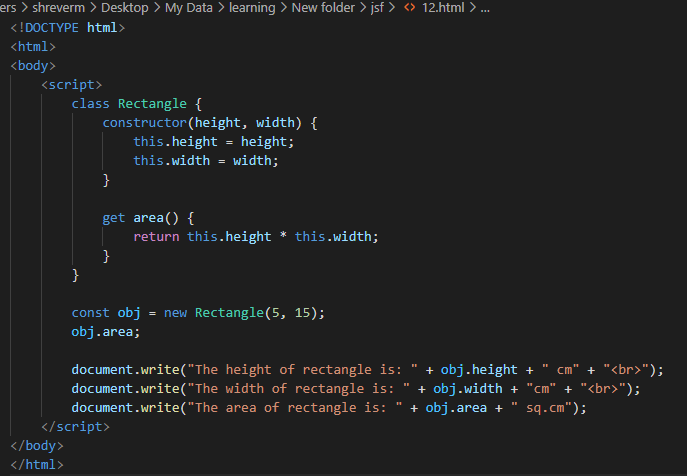 ers > shreverm > Desktop > My Data > learning > New folder > jsf > <> 12.html > ...
<!DOCTYPE html>
<html>
<body>
    <script>
        class Rectangle {
            constructor(height, width) {
                this.height = height;
                this.width = width;
            }

            get area() {
                return this.height * this.width;
            }
        }

        const obj = new Rectangle(5, 15);
        obj.area;

        document.write("The height of rectangle is: " + obj.height + " cm" + "<br>");
        document.write("The width of rectangle is: " + obj.width + "cm" + "<br>");
        document.write("The area of rectangle is: " + obj.area + " sq.cm");
    </script>
</body>
</html>